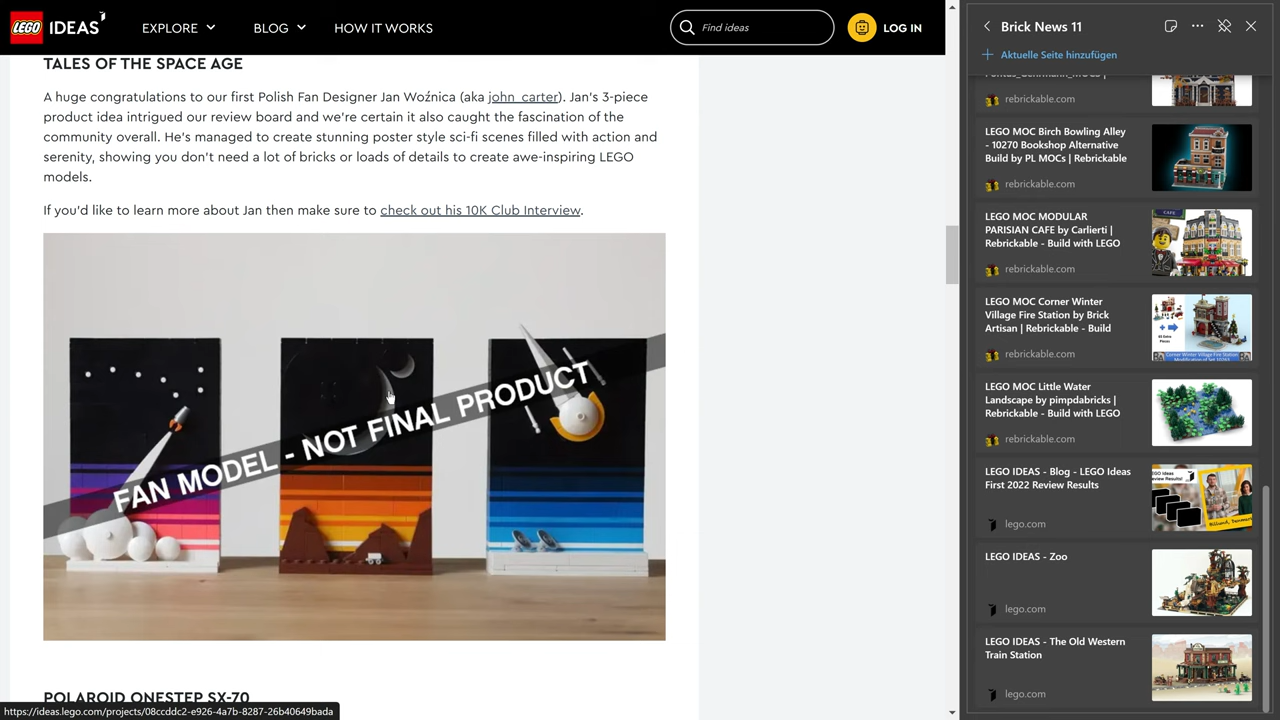 LEGO IDEAS EXPLORE BLOG HOW IT WORKS Find ideas LOG IN
TALES OF THE SPACE AGE
A huge congratulations to our first Polish Fan Designer Jan Woźnica (aka john_carter). Jan's 3-piece
product idea intrigued our review board and we're certain it also caught the fascination of the
community overall. He's managed to create stunning poster style sci-fi scenes filled with action and
serenity, showing you don't need a lot of bricks or loads of details to create awe-inspiring LEGO
models.
If you'd like to learn more about Jan then make sure to check out his 10K Club Interview.
FAN MODEL - NOT FINAL PRODUCT
POLAROID ONESTEP SX-70
https://ideas.lego.com/projects/08ccddc2-e926-4a7b-8287-26b40649bada
Brick News 11
Aktuelle Seite hinzufügen
rebrickable.com
LEGO MOC Birch Bowling Alley
- 10270 Bookshop Alternative
Build by PL MOCs | Rebrickable
rebrickable.com
LEGO MOC MODULAR
PARISIAN CAFE by Carlierti |
Rebrickable - Build with LEGO
rebrickable.com
CAFE
LEGO MOC Corner Winter
Village Fire Station by Brick
Artisan | Rebrickable - Build
rebrickable.com
LEGO MOC Little Water
Landscape by pimpdabricks |
Rebrickable - Build with LEGO
rebrickable.com
LEGO IDEAS - Blog - LEGO Ideas
First 2022 Review Results
lego.com
LEGO IDEAS - Zoo
lego.com
LEGO IDEAS - The Old Western
Train Station
lego.com